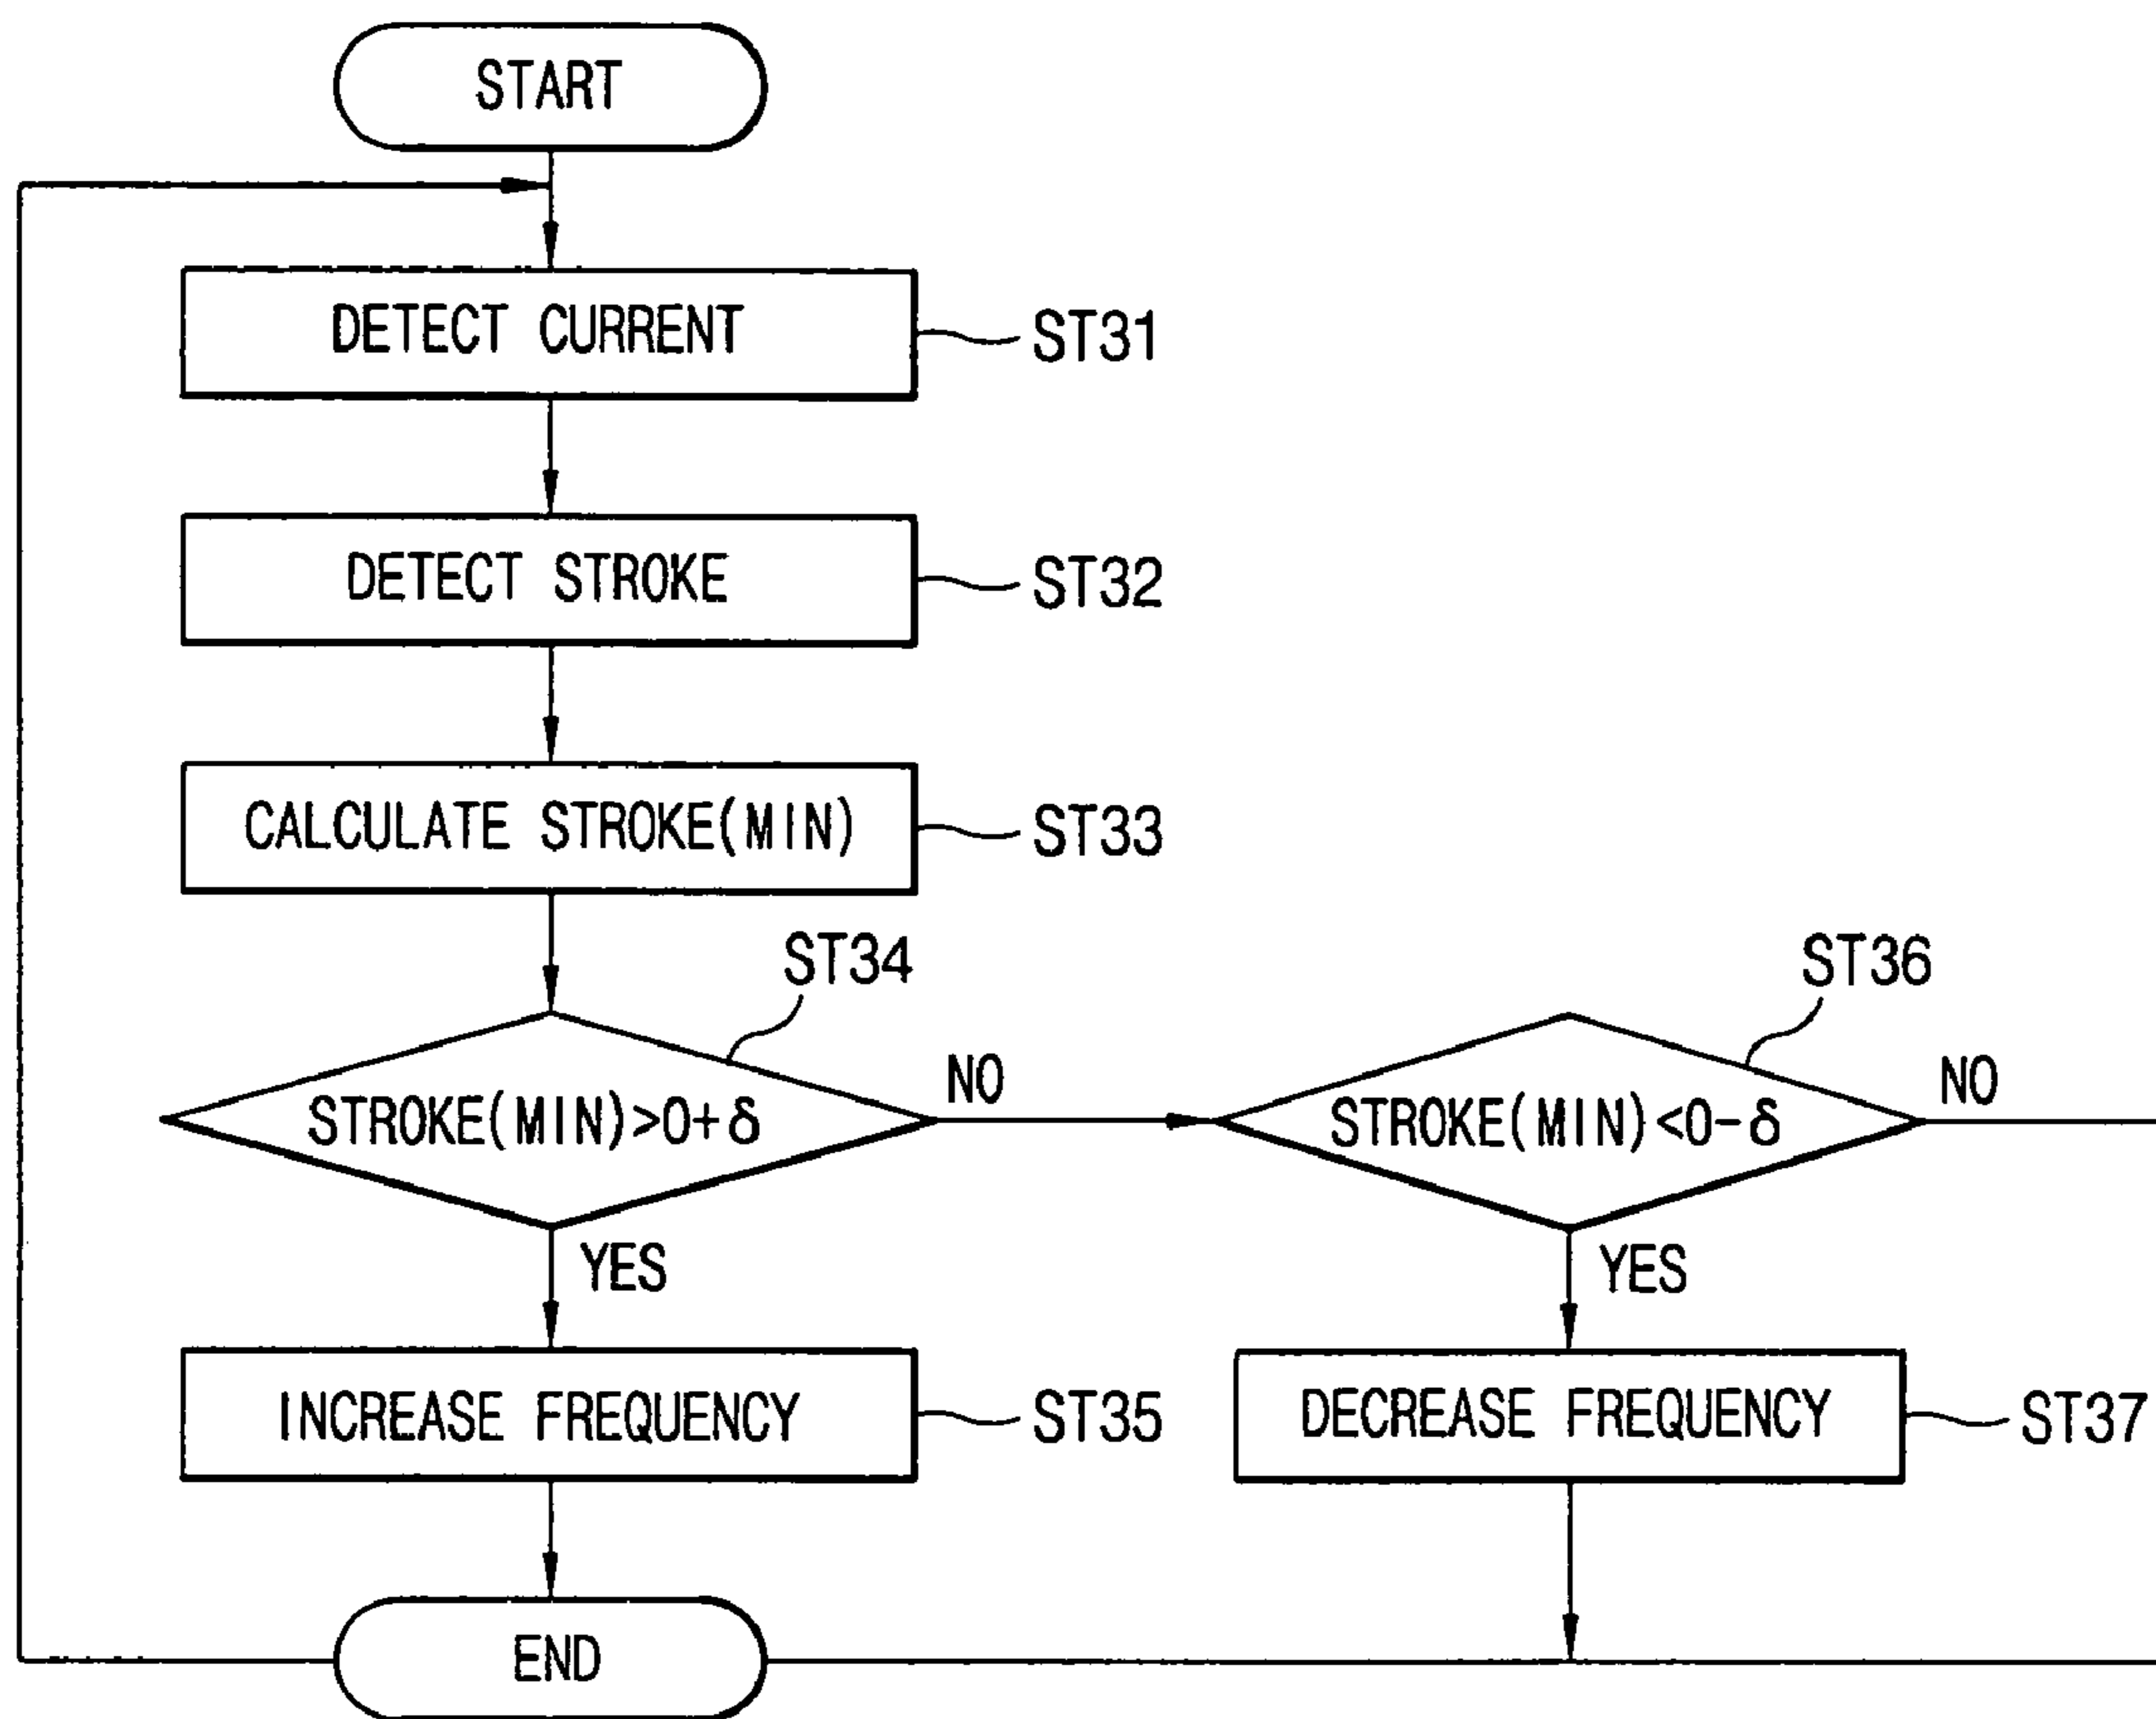 START
DETECT CURRENT
ST31
DETECT STROKE
ST32
CALCULATE STROKE(MIN)
ST33
ST34
STROKE(MIN)>0+δ
NO
ST36
STROKE(MIN)<0-δ
NO
YES
YES
INCREASE FREQUENCY
ST35
DECREASE FREQUENCY
ST37
END